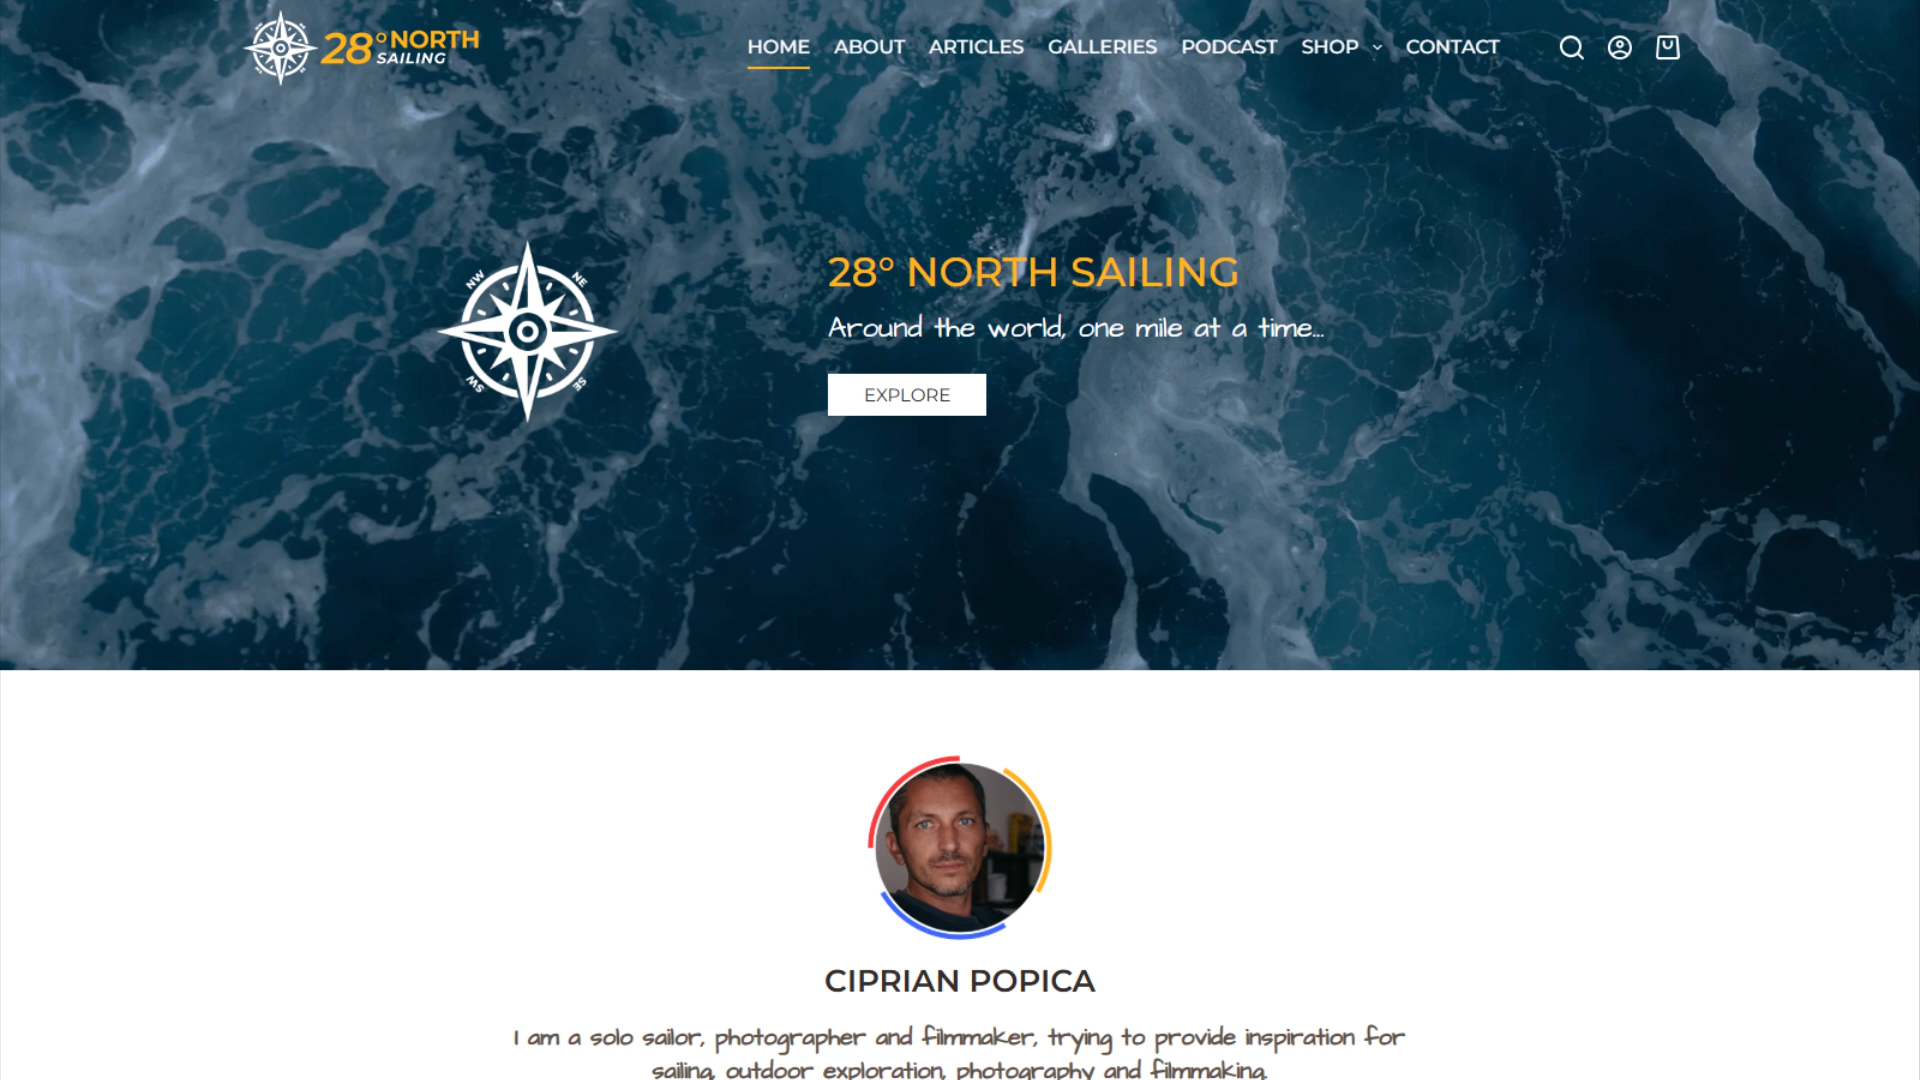 28° NORTH
SAILING
HOME ABOUT ARTICLES GALLERIES PODCAST SHOP CONTACT
NW NE
SW SE
28° NORTH SAILING
Around the world, one mile at a time...
EXPLORE
CIPRIAN POPICA
I am a solo sailor, photographer and filmmaker, trying to provide inspiration for
sailing, outdoor exploration, photography and filmmaking.